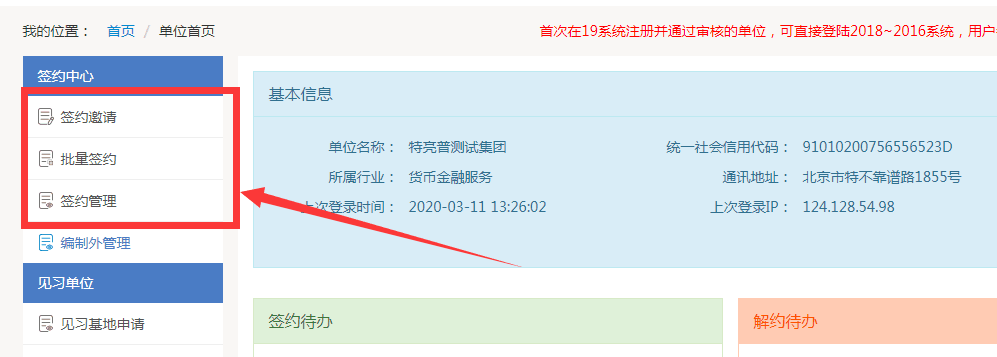 我的位置： 首页 / 单位首页
首次在19系统注册并通过审核的单位，可直接登陆2018~2016系统，用户
签约中心
签约邀请
批量签约
签约管理
编制外管理
见习单位
见习基地申请
基本信息
单位名称： 特亮普测试集团
统一社会信用代码： 91010200756556523D
所属行业： 货币金融服务
通讯地址： 北京市特不靠谱路1855号
上次登录时间： 2020-03-11 13:26:02
上次登录IP： 124.128.54.98
签约待办
解约待办